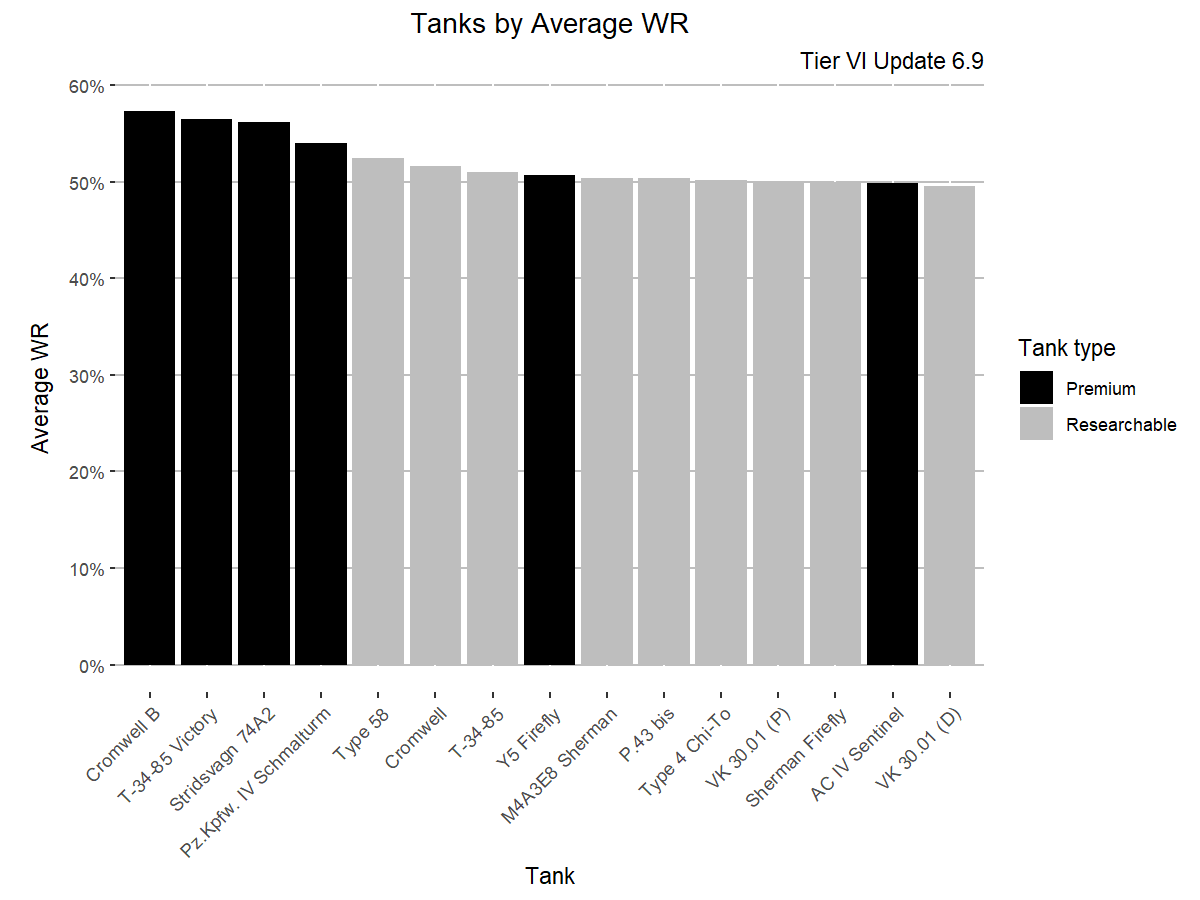 Tanks by Average WR
Tier VI Update 6.9
60%
50%
40%
30%
20%
10%
0%
Average WR
Cromwell B
T-34-85 Victory
Stridsvagn 74A2
Pz.Kpfw. IV Schmalturm
Type 58
Cromwell
T-34-85
Y5 Firefly
M4A3E8 Sherman
P.43 bis
Type 4 Chi-To
VK 30.01 (P)
Sherman Firefly
AC IV Sentinel
VK 30.01 (D)
Tank
Tank type
Premium
Researchable